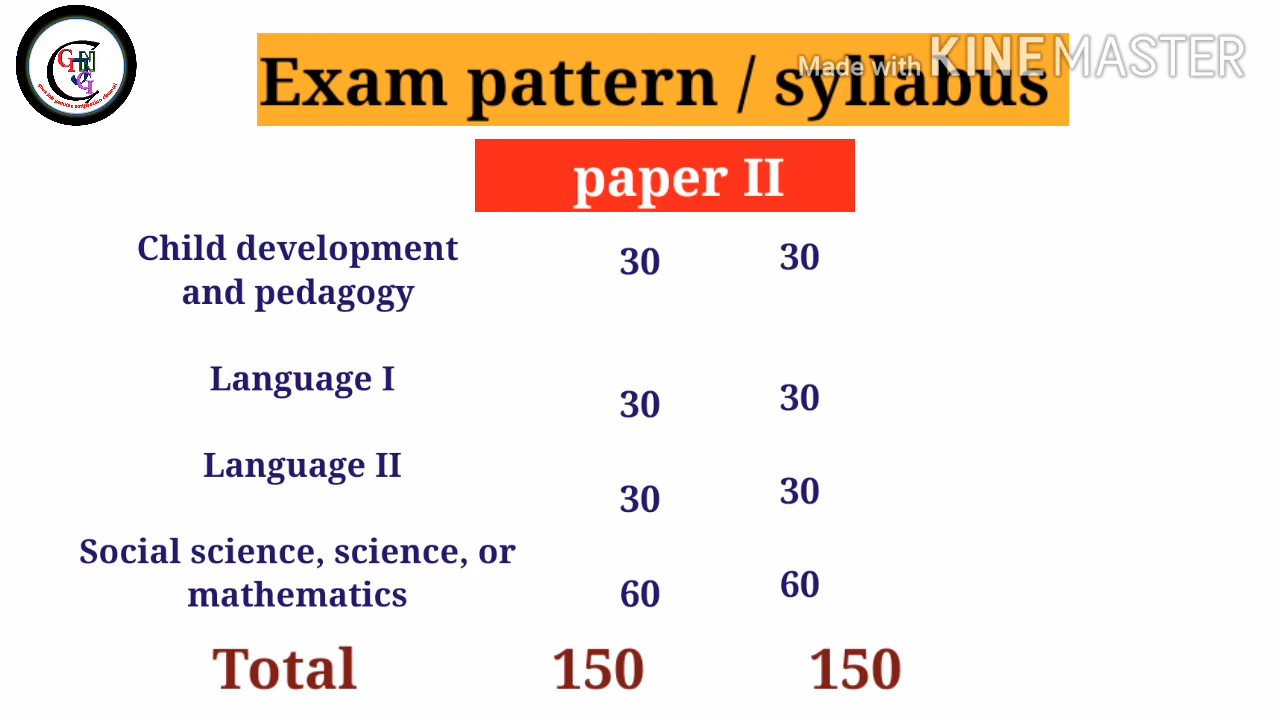 Exam pattern / syllabus
Made with KINEMASTER
paper II
Child development
and pedagogy
30 30
Language I
30 30
Language II
30 30
Social science, science, or
mathematics
60 60
Total 150 150